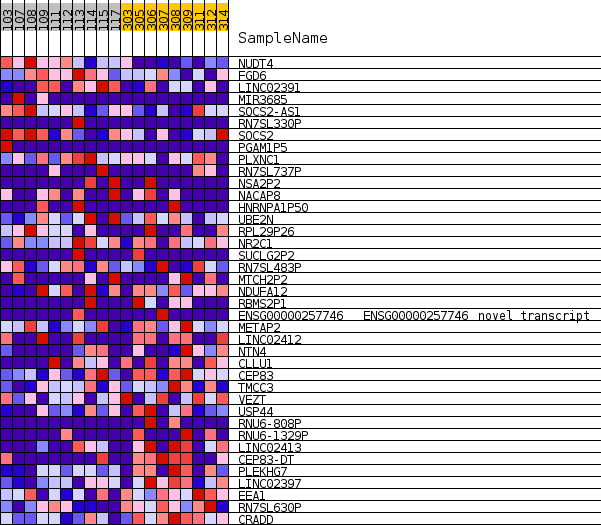 103 107 108 109 111 112 113 114 115 117 303 305 306 307 308 309 311 312 314
SampleName
NUDT4
FGD6
LINC02391
MIR3685
SOCS2-AS1
RN7SL330P
SOCS2
PGAM1P5
PLXNC1
RN7SL737P
NSA2P2
NACAP8
HNRNPA1P50
UBE2N
RPL29P26
NR2C1
SUCLG2P2
RN7SL483P
MTCH2P2
NDUFA12
RBMS2P1
ENSG00000257746 ENSG00000257746 novel transcript
METAP2
LINC02412
NTN4
CLLU1
CEP83
TMCC3
VEZT
USP44
RNU6-808P
RNU6-1329P
LINC02413
CEP83-DT
PLEKHG7
LINC02397
EEA1
RN7SL630P
CRADD